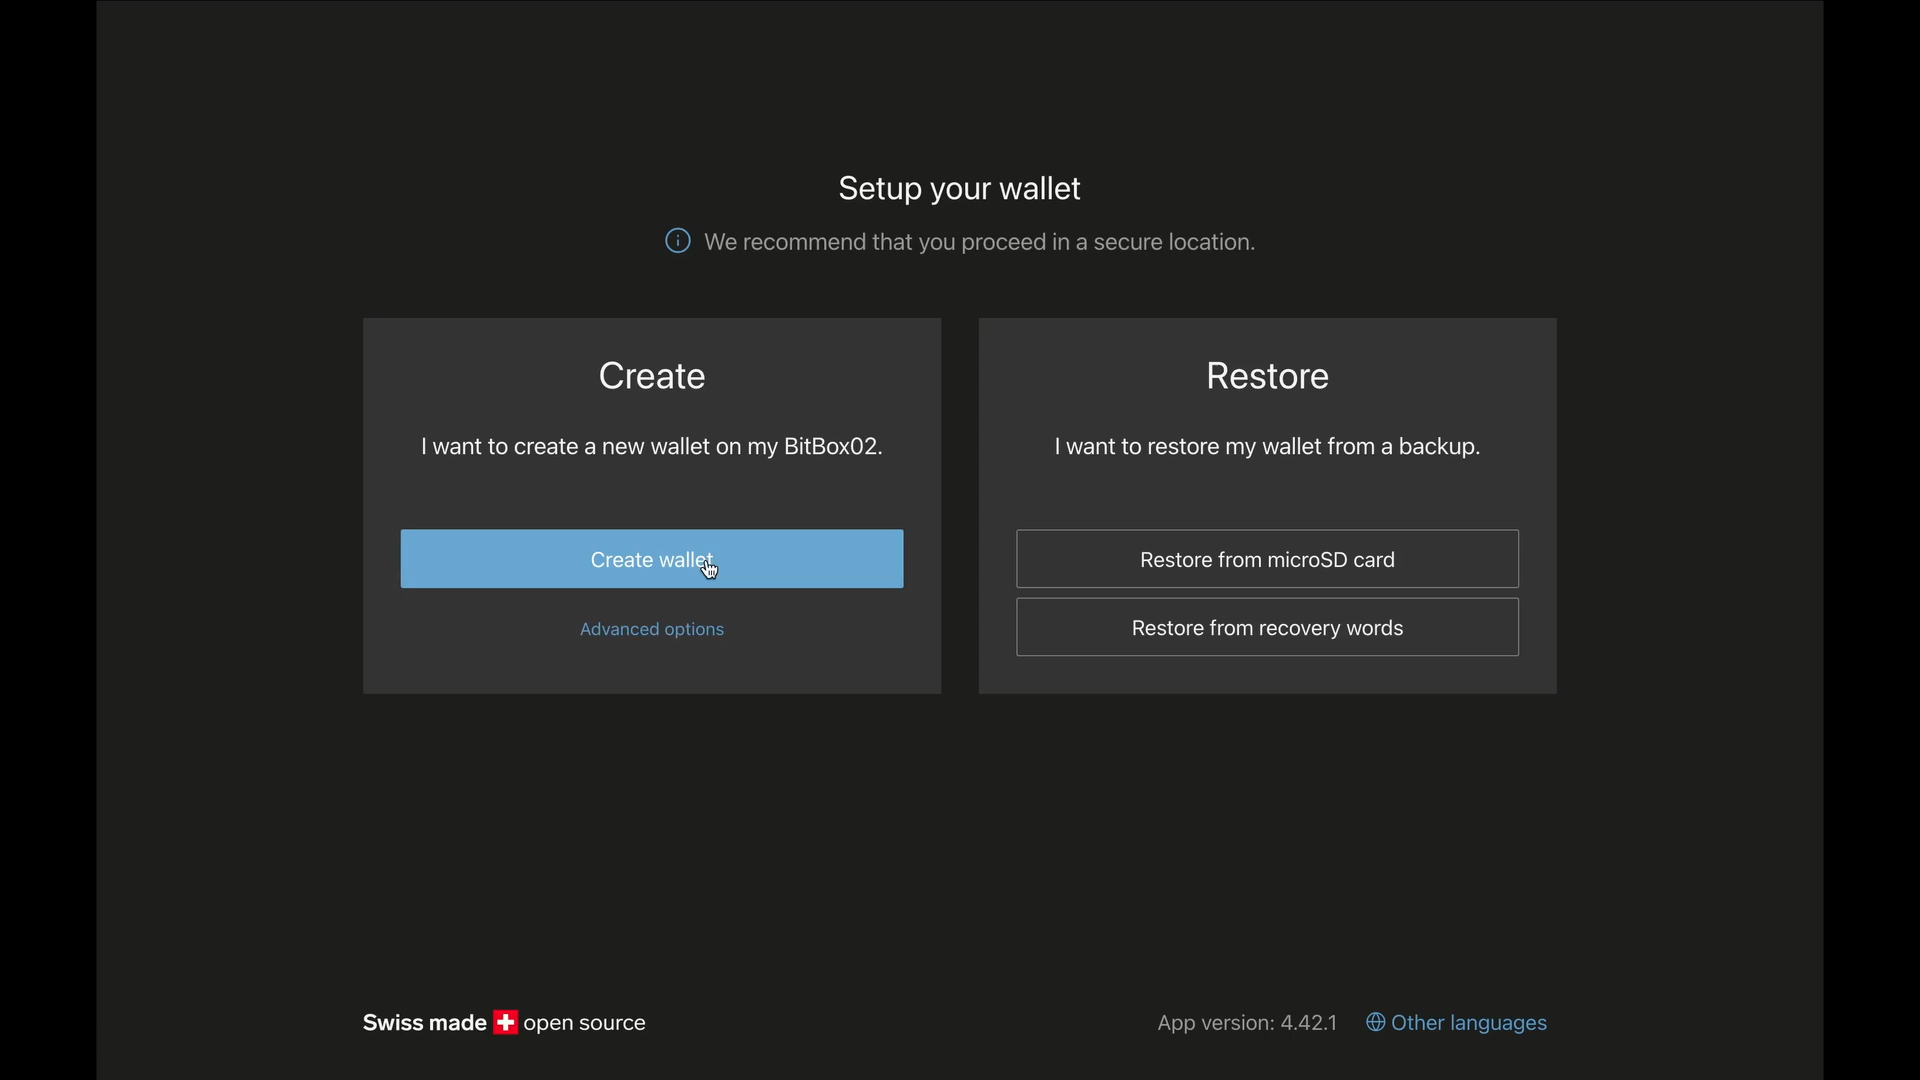 Setup your wallet
We recommend that you proceed in a secure location.
Create
I want to create a new wallet on my BitBox02.
Create wallet
Advanced options
Restore
I want to restore my wallet from a backup.
Restore from microSD card
Restore from recovery words
Swiss made open source
App version: 4.42.1
Other languages